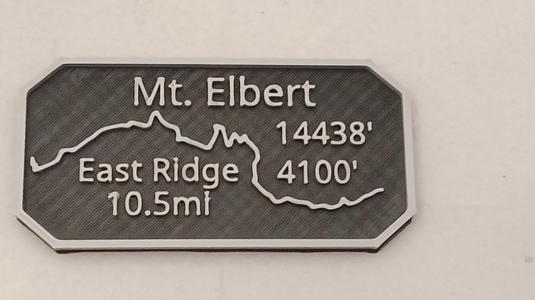 Mt. Elbert
14438'
East Ridge 4100'
10.5mi